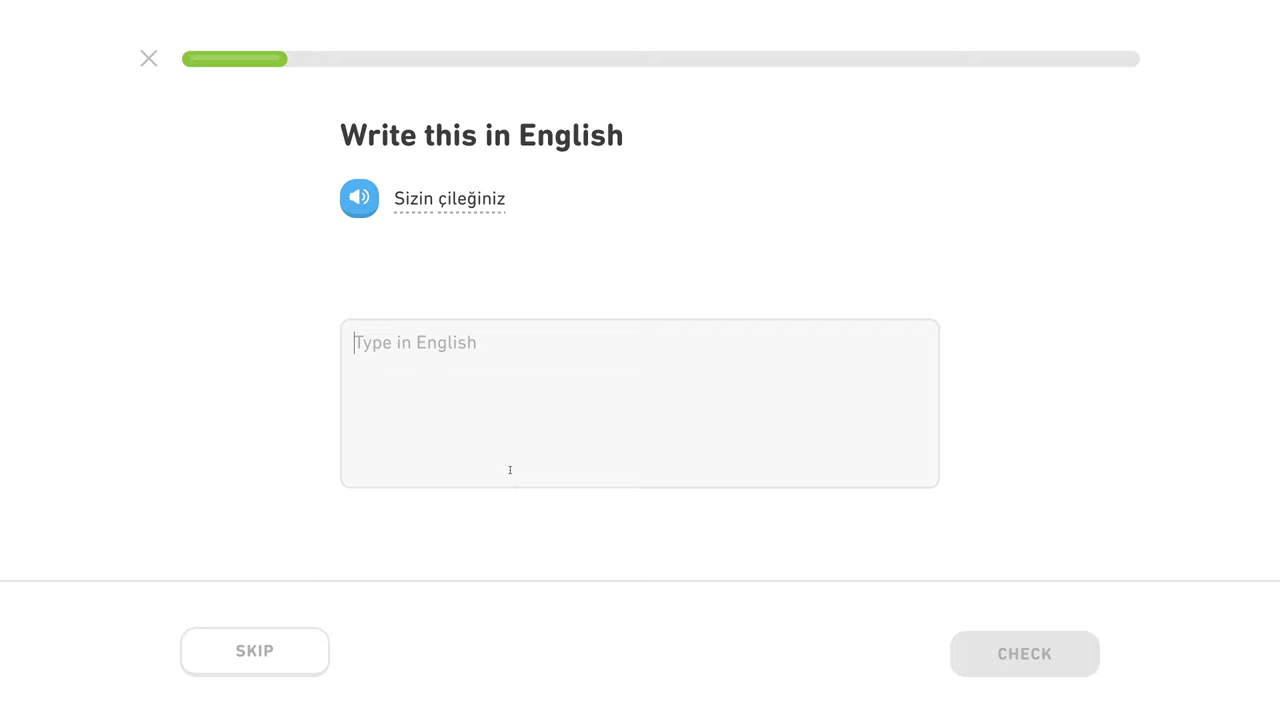 Write this in English
Sizin çileğiniz
Type in English
SKIP
CHECK